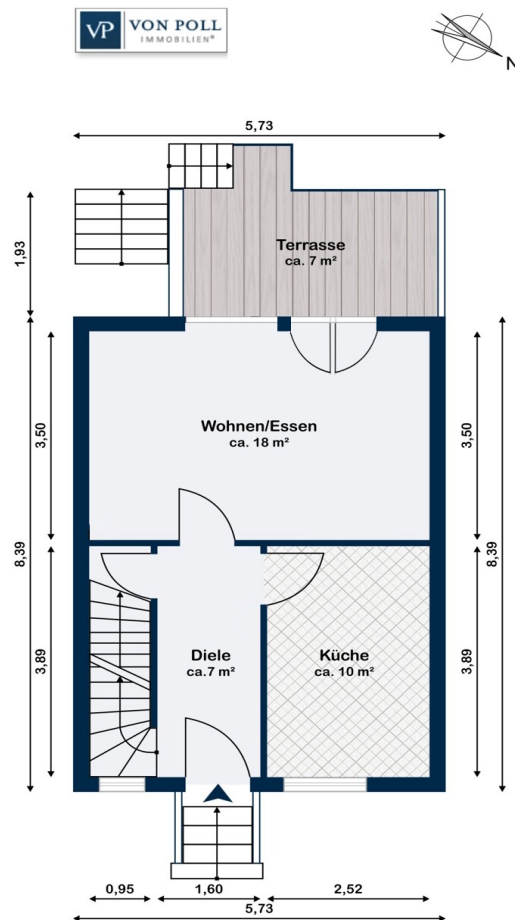 VP VON POLL
IMMOBILIEN®
N
5,73
1,93
Terrasse
ca. 7 m²
3,50
Wohnen/Essen
ca. 18 m²
3,50
8,39
8,39
3,89
Diele
ca.7 m²
Küche
ca. 10 m²
3,89
0,95
1,60
2,52
5,73